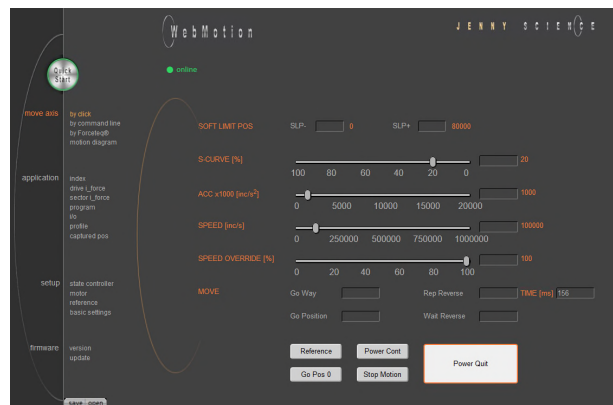 WebMotion
JENNY SCIENCE
Quick Start
online
move axis
by click
by command line
by Forceteq®
motion diagram
SOFT LIMIT POS SLP- 0 SLP+ 80000
S-CURVE [%] 20
100 80 60 40 20 0
application
index
drive i_force
sector i_force
program
i/o
profile
captured pos
ACC x1000 [inc/s²] 1000
0 5000 10000 15000 20000
SPEED [inc/s] 100000
0 250000 500000 750000 1000000
SPEED OVERRIDE [%] 100
0 20 40 60 80 100
setup
state controller
motor
reference
basic settings
MOVE Go Way Rep Reverse TIME [ms] 156
Go Position Wait Reverse
firmware
version
update
Reference Power Cont Power Quit
Go Pos 0 Stop Motion
save open